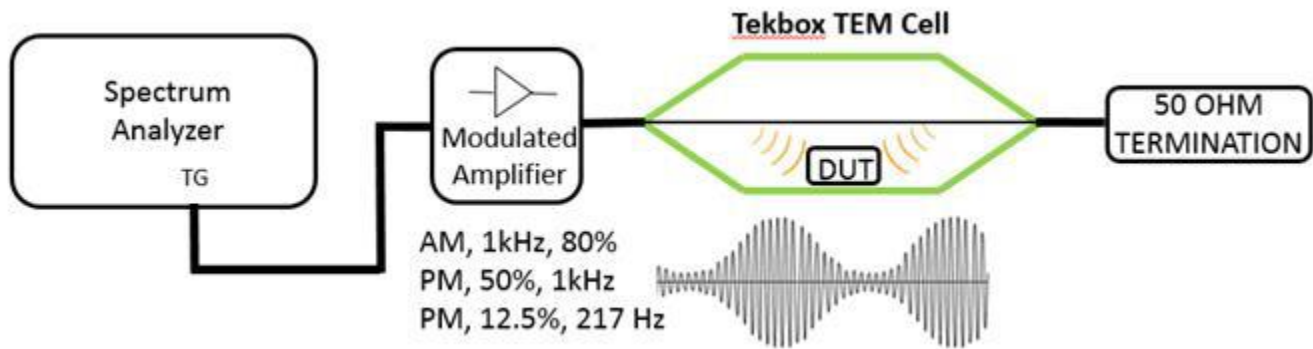 Tekbox TEM Cell
Spectrum
Analyzer
TG
Modulated
Amplifier
DUT
50 OHM
TERMINATION
AM, 1kHz, 80%
PM, 50%, 1kHz
PM, 12.5%, 217 Hz